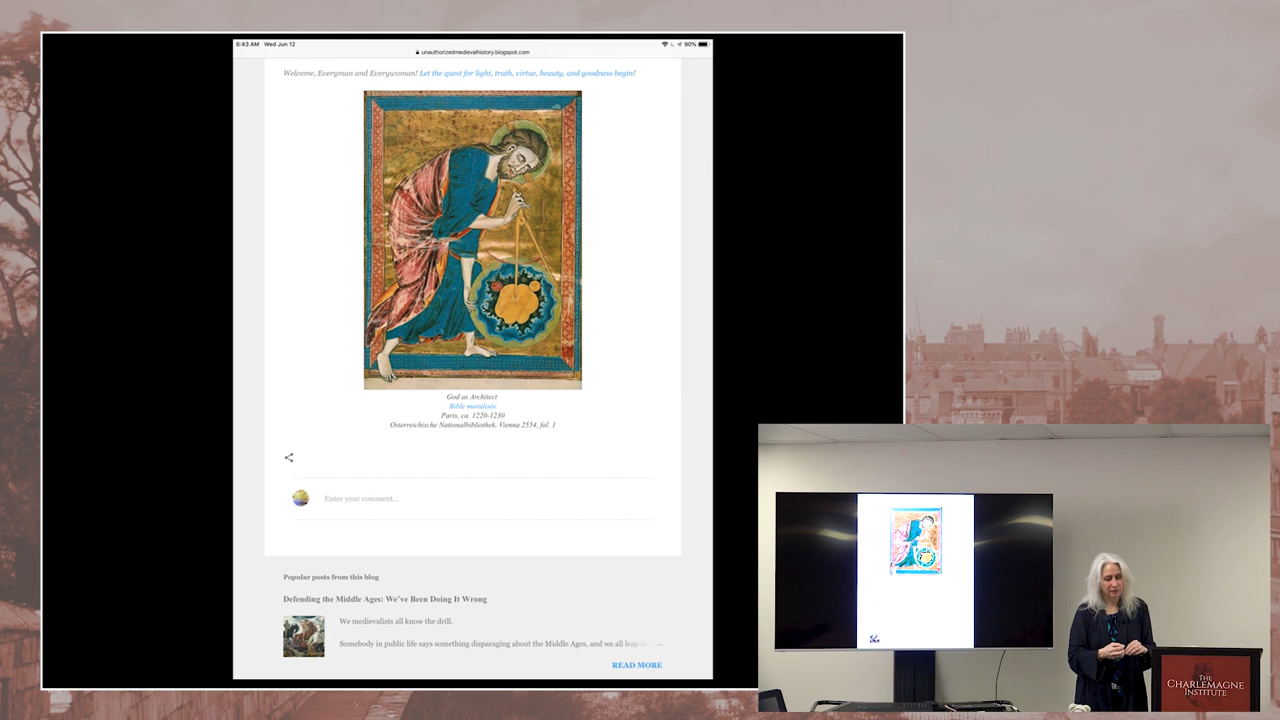 6:43 AM Wed Jun 12
unauthorizedmedievalhistory.blogspot.com
90%
Welcome, Everyman and Everywoman! Let the quest for light, truth, virtue, beauty, and goodness begin!
God as Architect
Bible moralisée
Paris, ca. 1220-1230
Osterreichische Nationalbibliothek, Vienna 2554, fol. 1
Enter your comment...
Popular posts from this blog
Defending the Middle Ages: We've Been Doing It Wrong
We medievalists all know the drill.
Somebody in public life says something disparaging about the Middle Ages, and we all leap to ...
READ MORE
THE
CHARLEMAGNE
INSTITUTE